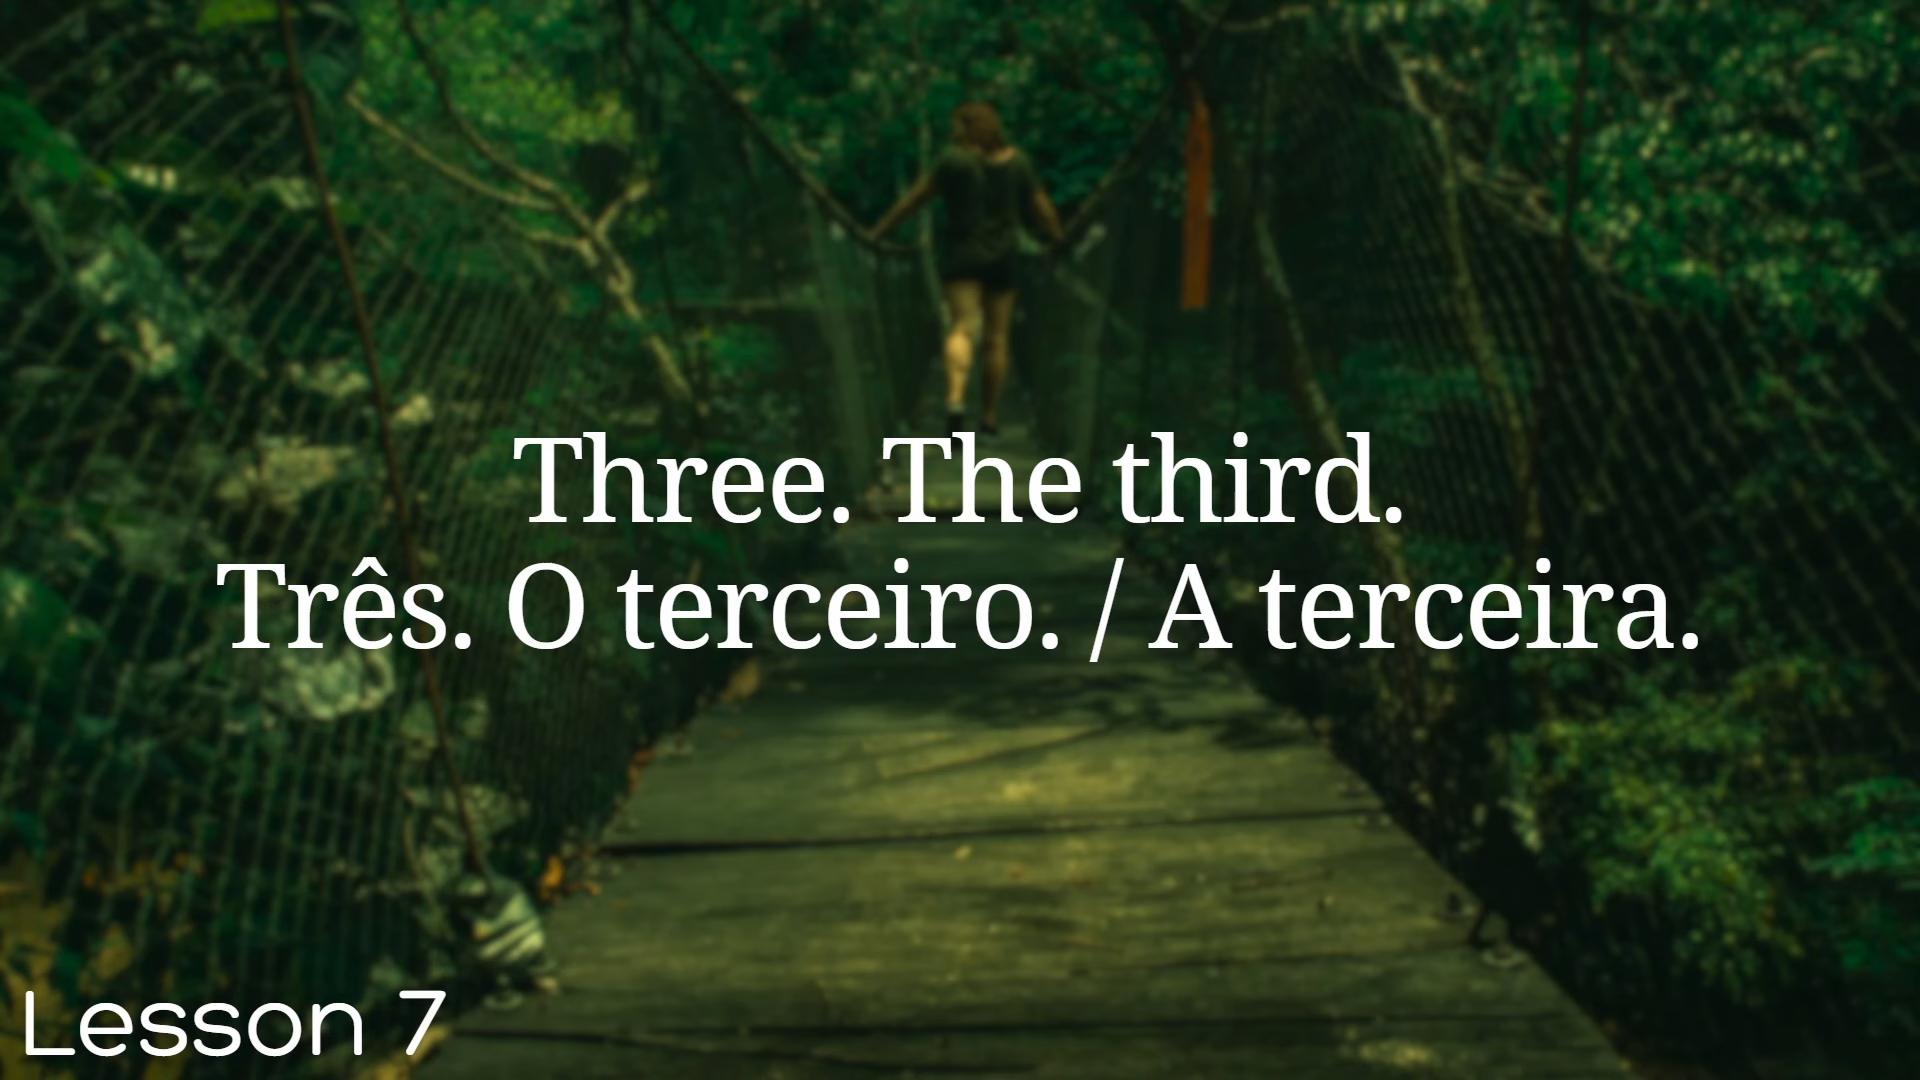 Three. The third.
Três. O terceiro. / A terceira.
Lesson 7